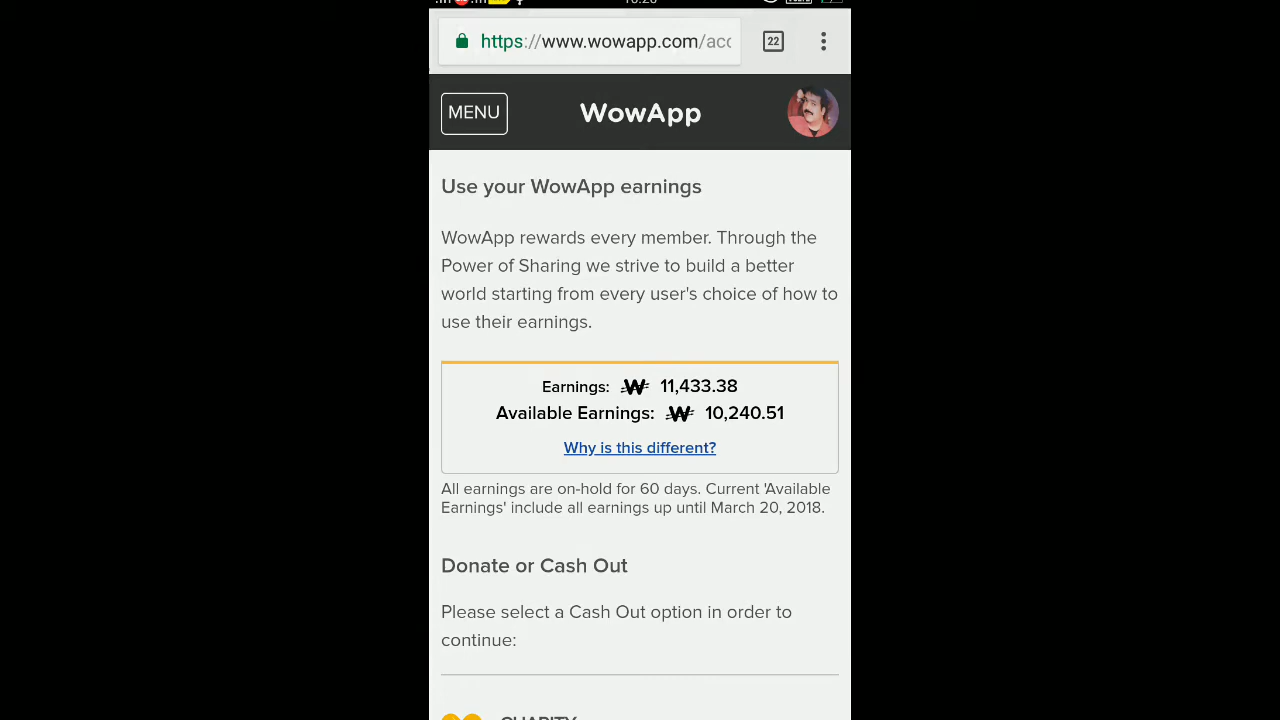 https://www.wowapp.com/acc
22
MENU
WowApp
Use your WowApp earnings
WowApp rewards every member. Through the
Power of Sharing we strive to build a better
world starting from every user's choice of how to
use their earnings.
Earnings: W 11,433.38
Available Earnings: W 10,240.51
Why is this different?
All earnings are on-hold for 60 days. Current 'Available
Earnings' include all earnings up until March 20, 2018.
Donate or Cash Out
Please select a Cash Out option in order to
continue:
CHARITY